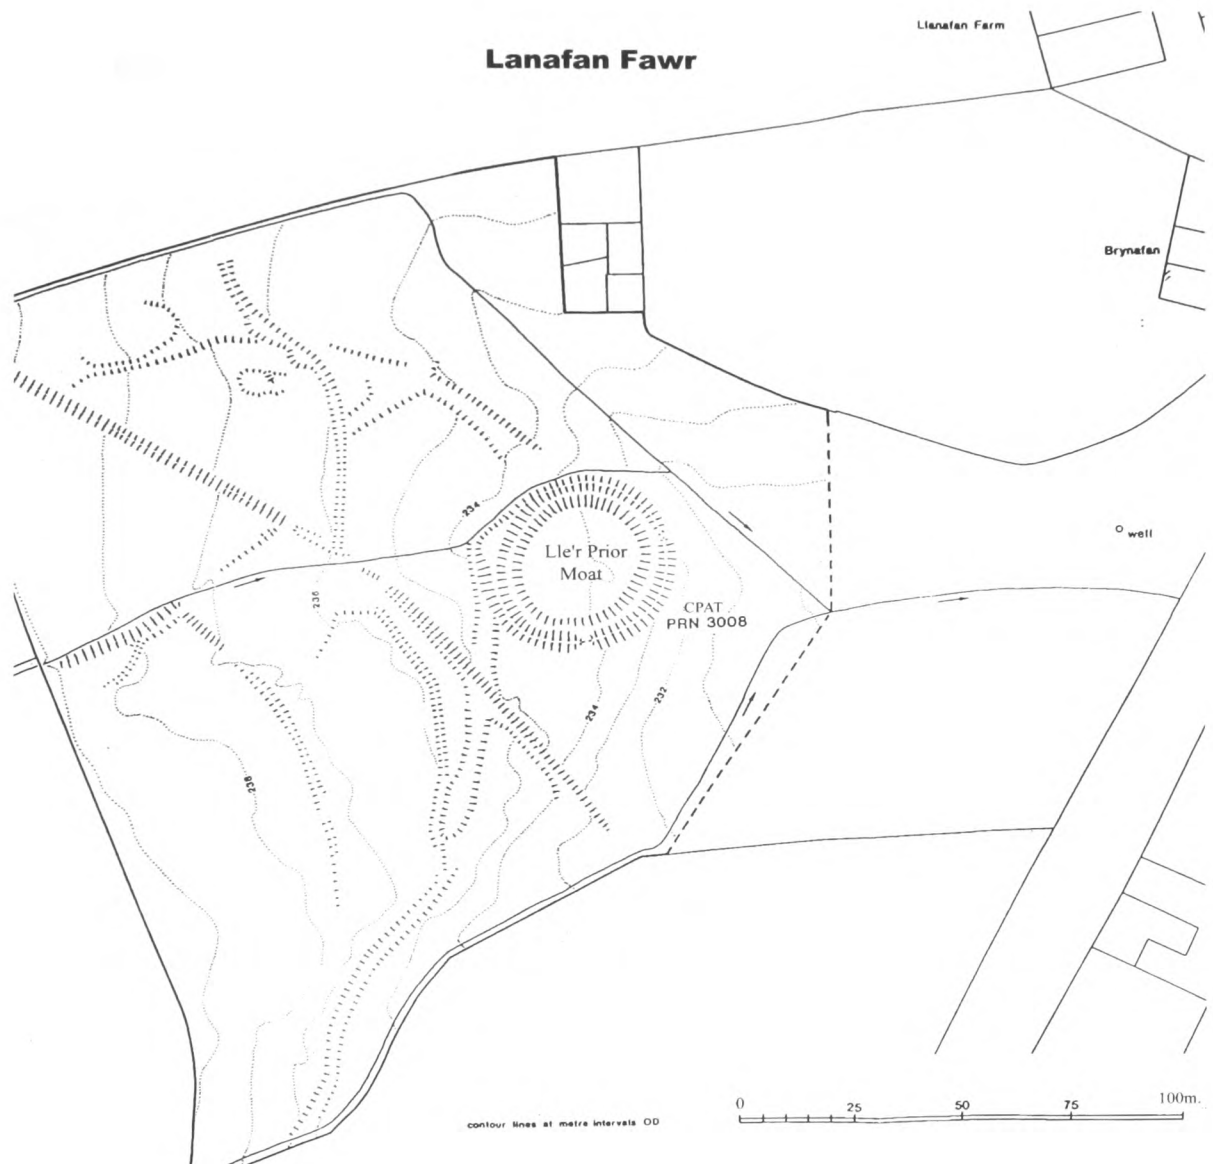 Llanafan Farm
Lanafan Fawr
Brynafan
234
well
Lle'r Prior
Moat
236
CPAT
PRN 3008
232
234
238
0
25
50
75
100m.
contour lines at metre intervals OD